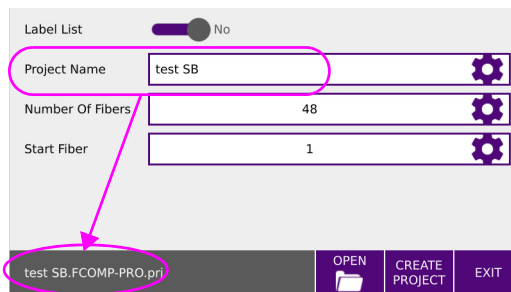 Label List No
Project Name test SB
Number Of Fibers 48
Start Fiber 1
test SB.FCOMP-PRO.prj
OPEN
CREATE
PROJECT
EXIT